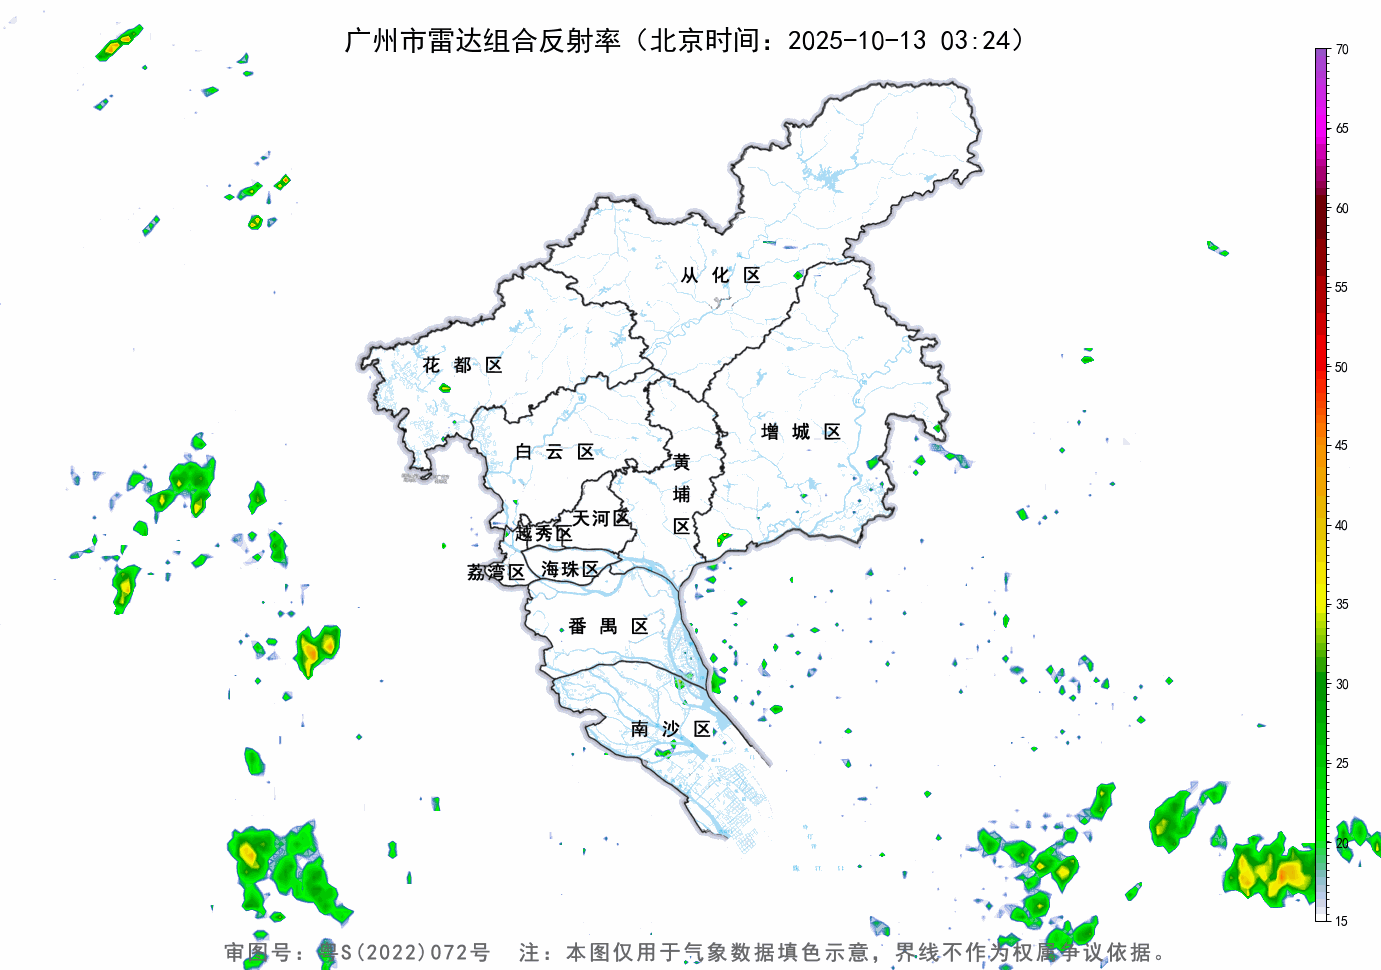 广州市雷达组合反射率（北京时间：2025-10-13 03:24）
70
65
60
55
50
45
40
35
30
25
20
15
从化区
花都区
增城区
白云区
黄埔区
天河区
越秀区
荔湾区
海珠区
番禺区
南沙区
审图号：粤S(2022)072号 注：本图仅用于气象数据填色示意，界线不作为权属争议依据。